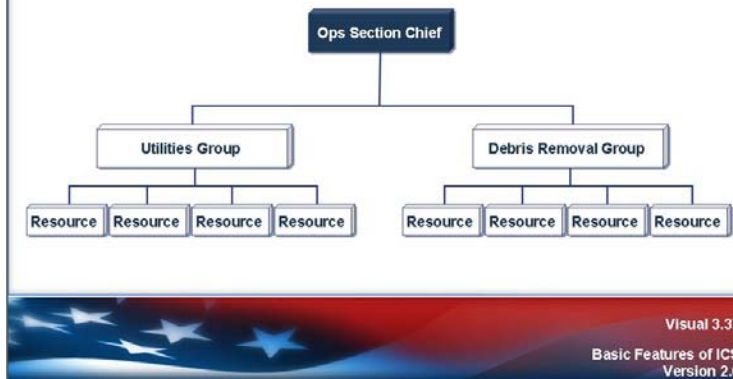 Ops Section Chief
Utilities Group
Debris Removal Group
Resource Resource Resource Resource
Resource Resource Resource Resource
Visual 3.3
Basic Features of ICS
Version 2.